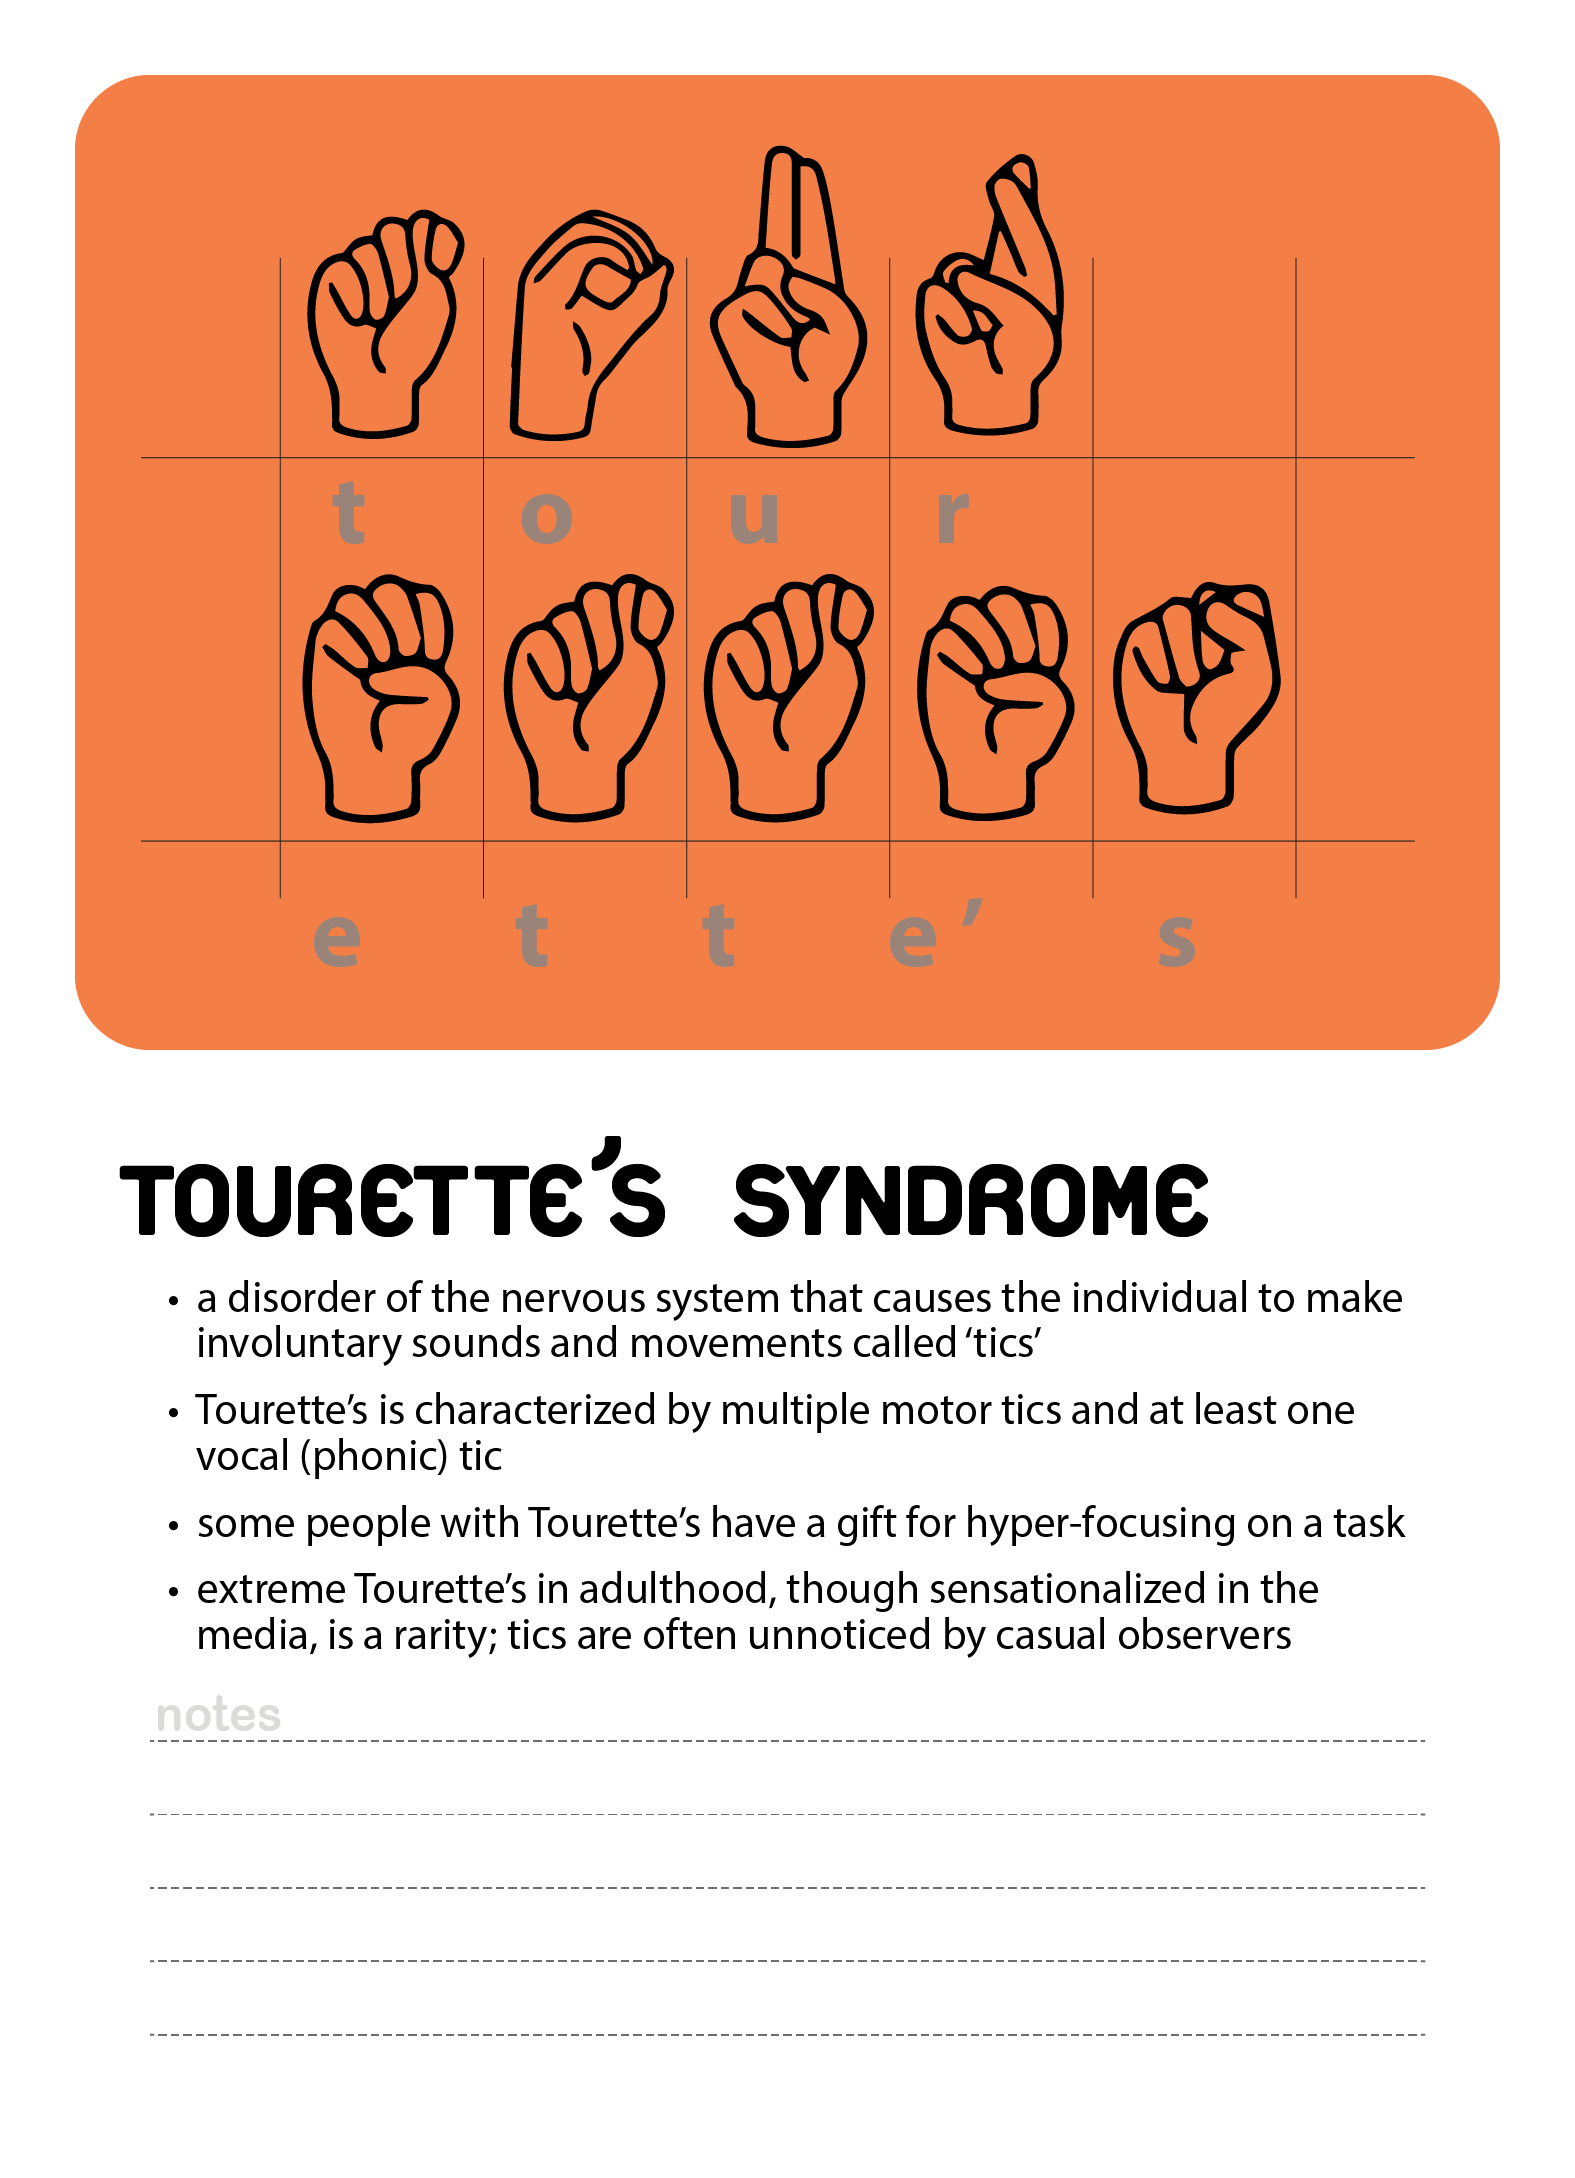 t o u r
e t t e ’ s
TOURETTE’S SYNDROME
• a disorder of the nervous system that causes the individual to make
involuntary sounds and movements called ‘tics’
• Tourette’s is characterized by multiple motor tics and at least one
vocal (phonic) tic
• some people with Tourette’s have a gift for hyper-focusing on a task
• extreme Tourette’s in adulthood, though sensationalized in the
media, is a rarity; tics are often unnoticed by casual observers
notes